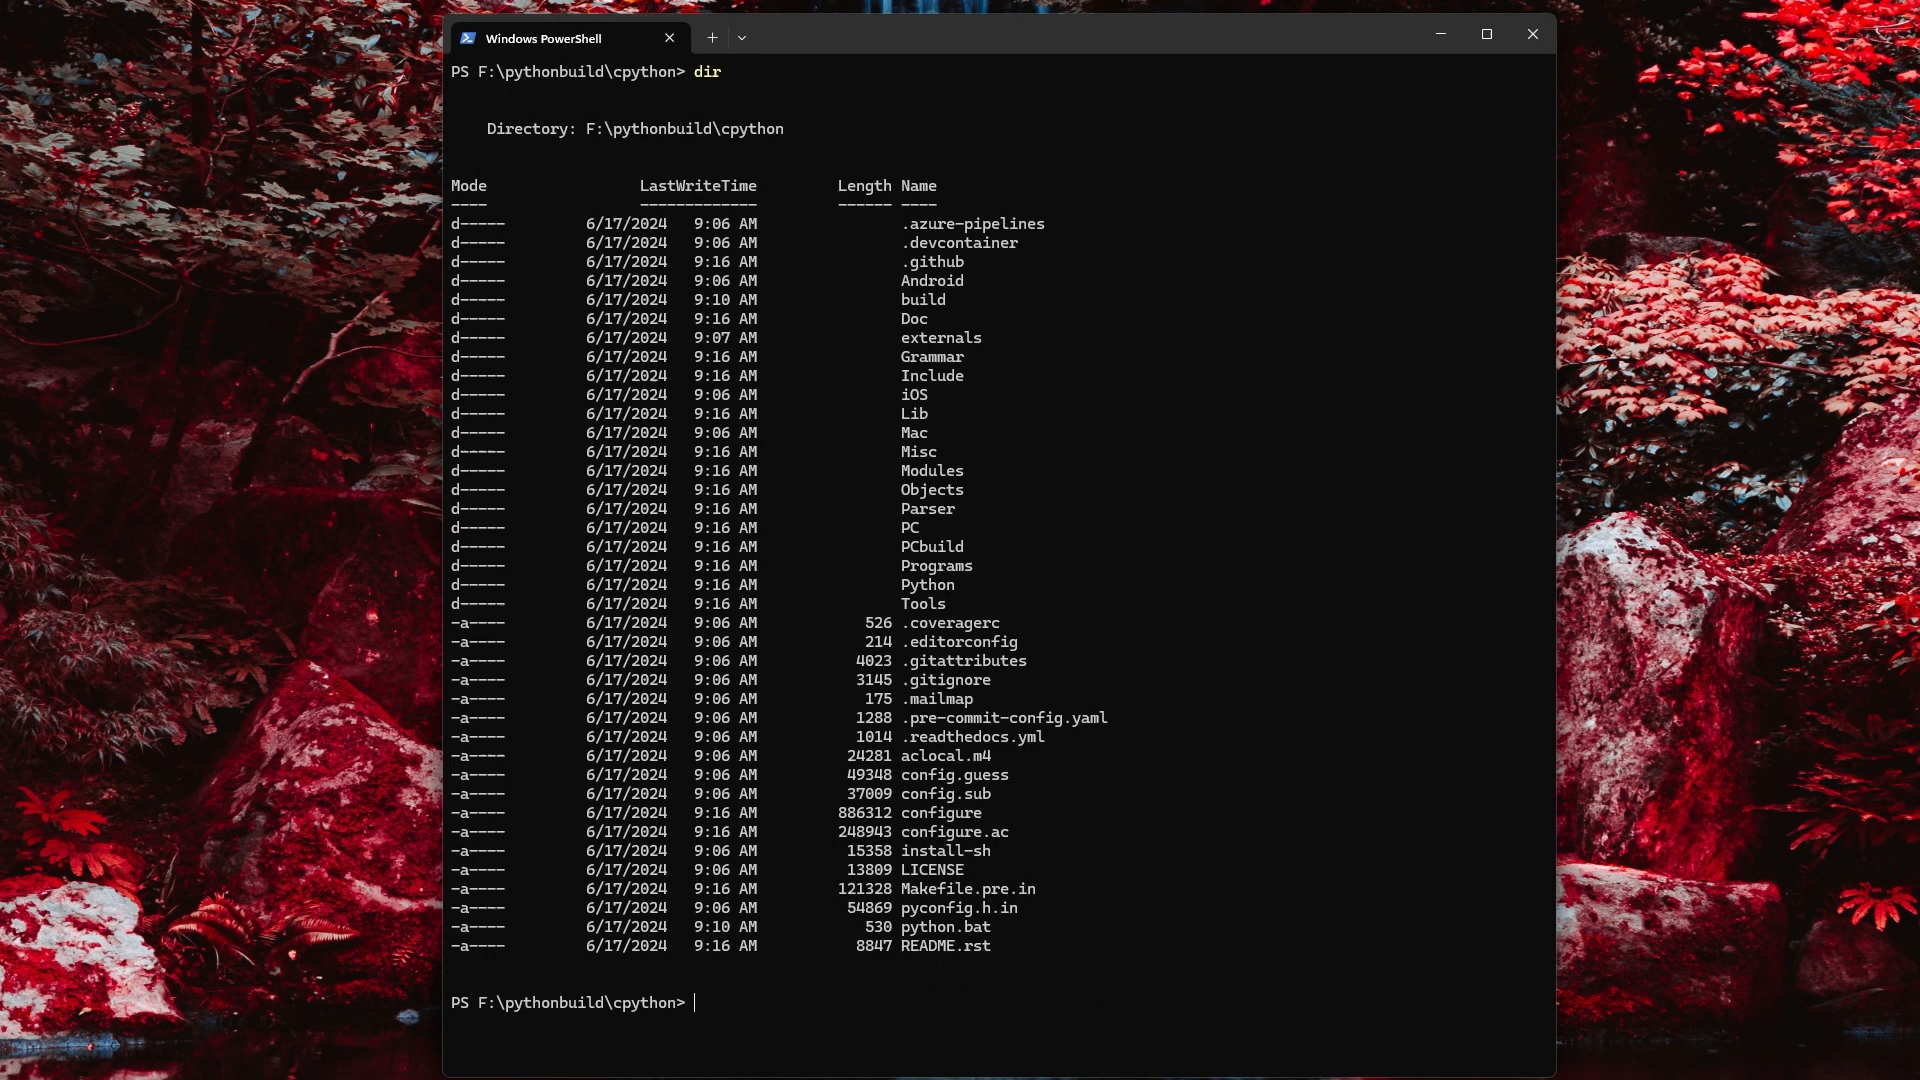 Windows PowerShell
PS F:\pythonbuild\cpython> dir
Directory: F:\pythonbuild\cpython
Mode LastWriteTime Length Name
---- ------------- ------ ----
d----- 6/17/2024 9:06 AM .azure-pipelines
d----- 6/17/2024 9:06 AM .devcontainer
d----- 6/17/2024 9:16 AM .github
d----- 6/17/2024 9:06 AM Android
d----- 6/17/2024 9:10 AM build
d----- 6/17/2024 9:16 AM Doc
d----- 6/17/2024 9:07 AM externals
d----- 6/17/2024 9:16 AM Grammar
d----- 6/17/2024 9:16 AM Include
d----- 6/17/2024 9:06 AM iOS
d----- 6/17/2024 9:16 AM Lib
d----- 6/17/2024 9:06 AM Mac
d----- 6/17/2024 9:16 AM Misc
d----- 6/17/2024 9:16 AM Modules
d----- 6/17/2024 9:16 AM Objects
d----- 6/17/2024 9:16 AM Parser
d----- 6/17/2024 9:16 AM PC
d----- 6/17/2024 9:16 AM PCbuild
d----- 6/17/2024 9:16 AM Programs
d----- 6/17/2024 9:16 AM Python
d----- 6/17/2024 9:16 AM Tools
-a---- 6/17/2024 9:06 AM 526 .coveragerc
-a---- 6/17/2024 9:06 AM 214 .editorconfig
-a---- 6/17/2024 9:06 AM 4023 .gitattributes
-a---- 6/17/2024 9:06 AM 3145 .gitignore
-a---- 6/17/2024 9:06 AM 175 .mailmap
-a---- 6/17/2024 9:06 AM 1288 .pre-commit-config.yaml
-a---- 6/17/2024 9:06 AM 1014 .readthedocs.yml
-a---- 6/17/2024 9:06 AM 24281 aclocal.m4
-a---- 6/17/2024 9:06 AM 49348 config.guess
-a---- 6/17/2024 9:06 AM 37009 config.sub
-a---- 6/17/2024 9:16 AM 886312 configure
-a---- 6/17/2024 9:16 AM 248943 configure.ac
-a---- 6/17/2024 9:06 AM 15358 install-sh
-a---- 6/17/2024 9:06 AM 13809 LICENSE
-a---- 6/17/2024 9:16 AM 121328 Makefile.pre.in
-a---- 6/17/2024 9:06 AM 54869 pyconfig.h.in
-a---- 6/17/2024 9:10 AM 530 python.bat
-a---- 6/17/2024 9:16 AM 8847 README.rst
PS F:\pythonbuild\cpython>